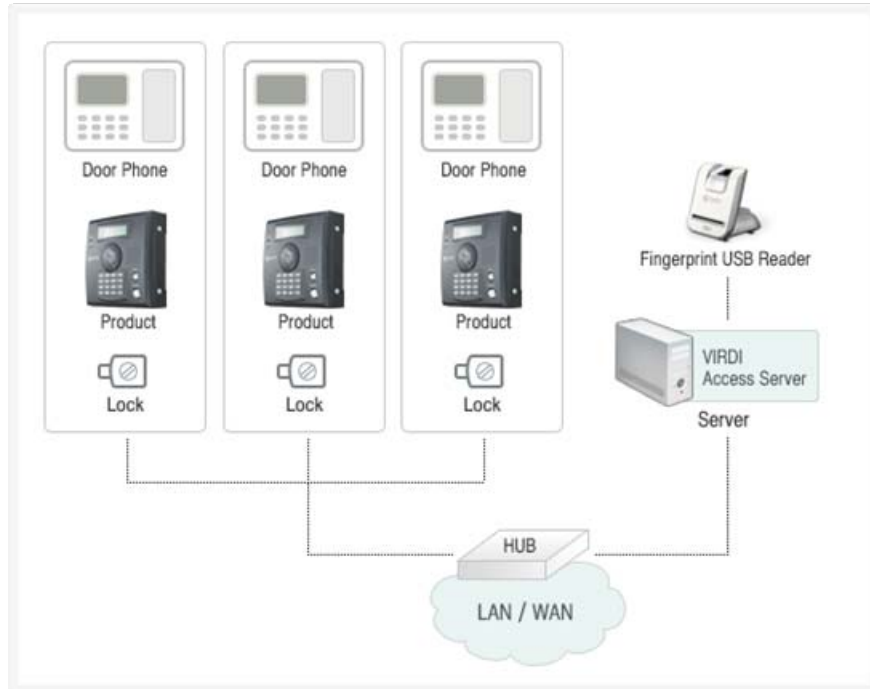 Door Phone
Door Phone
Door Phone
Product
Product
Product
Lock
Lock
Lock
Fingerprint USB Reader
VIRDI
Access Server
Server
HUB
LAN / WAN